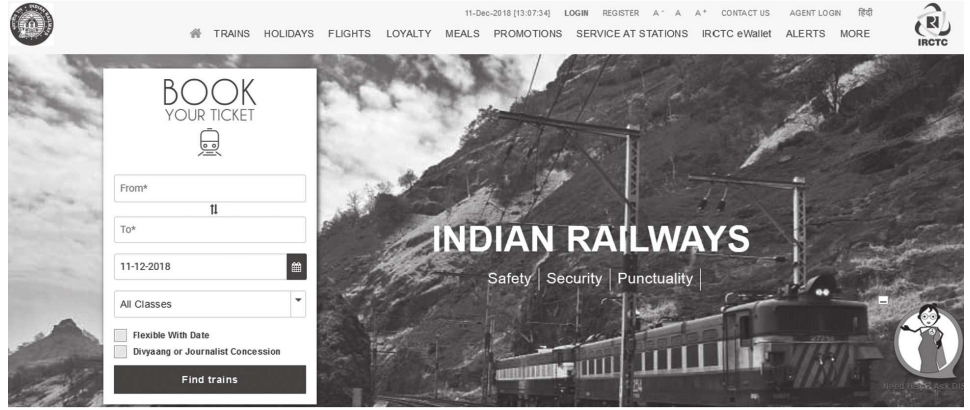 11-Dec-2018 [13:07:34] LOGIN REGISTER A - A A + CONTACT US AGENT LOGIN हिंदी
TRAINS HOLIDAYS FLIGHTS LOYALTY MEALS PROMOTIONS SERVICE AT STATIONS IRCTC eWallet ALERTS MORE
IRCTC
BOOK
YOUR TICKET
From*
To*
11-12-2018
All Classes
Flexible With Date
Divyaang or Journalist Concession
Find trains
INDIAN RAILWAYS
Safety | Security | Punctuality |
Ask DIS